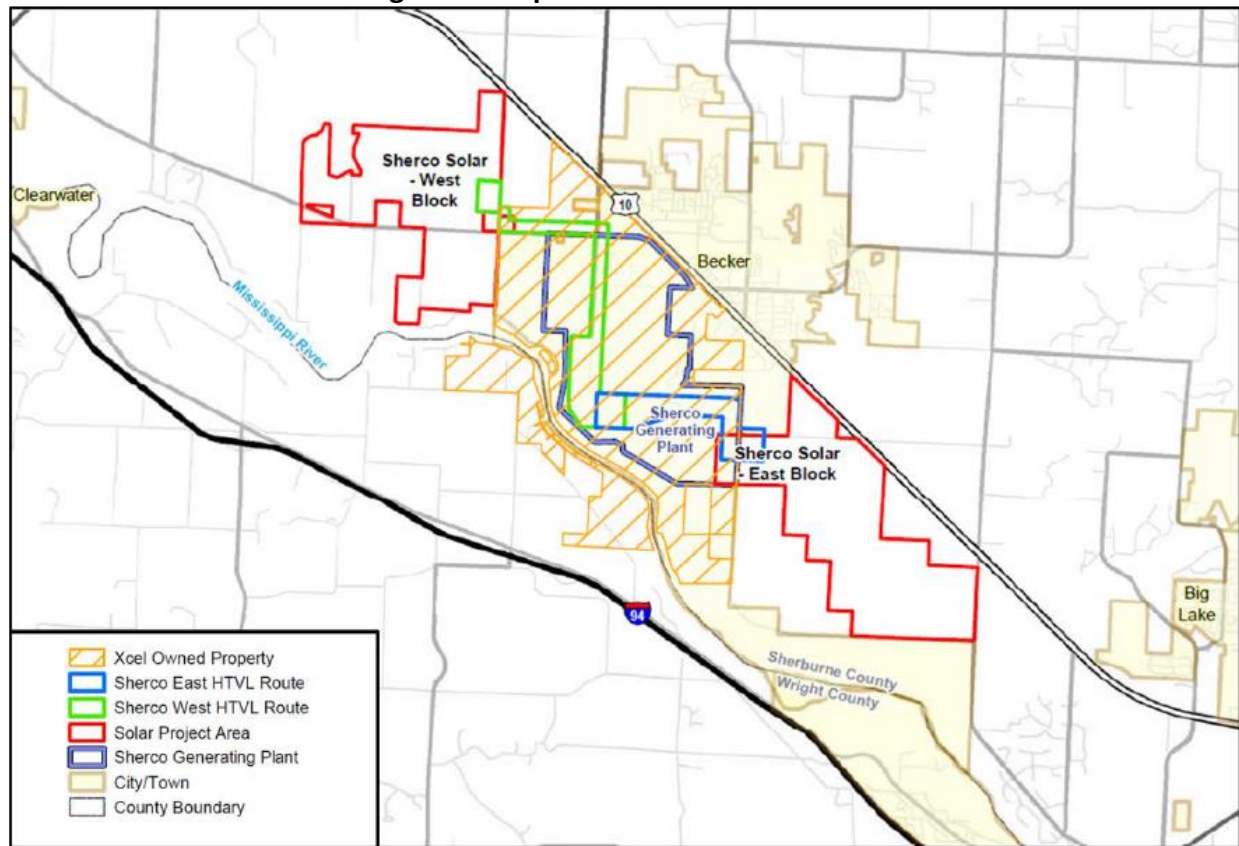 Clearwater
Sherco Solar
- West
Block
10
Becker
Mississippi River
Sherco
Generating
Plant
Sherco Solar
- East Block
94
Big
Lake
Sherburne County
Wright County
Xcel Owned Property
Sherco East HTVL Route
Sherco West HTVL Route
Solar Project Area
Sherco Generating Plant
City/Town
County Boundary